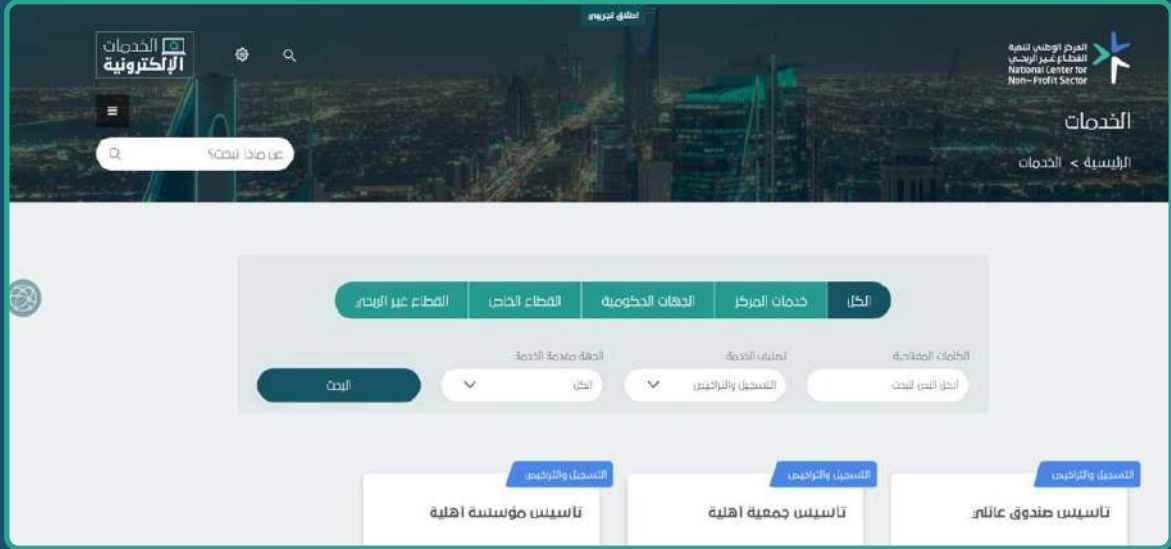 اطلاق تجريبي
المركز الوطني لتنمية
القطاع غير الربحي
National Center for
Non-Profit Sector
الخدمات
الإلكترونية
الخدمات
الرئيسية > الخدمات
عن ماذا تبحث؟
الكل
خدمات المركز
الجهات الحكومية
القطاع الخاص
القطاع غير الربحي
الكلمات المفتاحية
تصنيف الخدمة
الجهة مقدمة الخدمة
ادخل النص للبحث
التسجيل والتراخيص
الكل
البحث
التسجيل والتراخيص
تأسيس صندوق عائلي
التسجيل والتراخيص
تأسيس جمعية اهلية
التسجيل والتراخيص
تأسيس مؤسسة اهلية